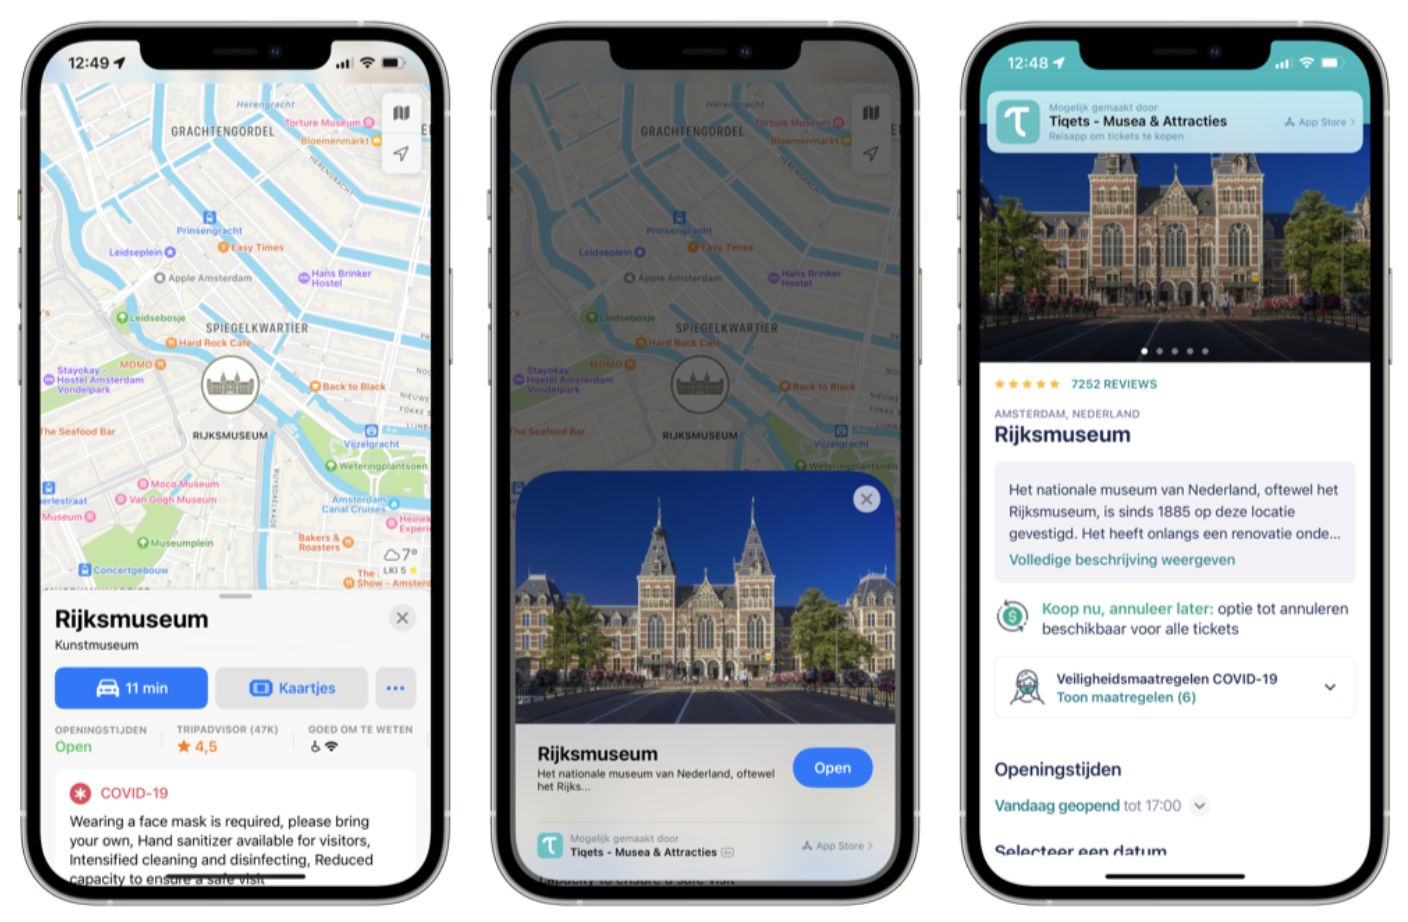 12:49
Herengracht
GRACHTENGORDEL
Torture Museum
Bloemenmarkt
HERENGRACHT
Prinsengracht
Easy Times
Leidseplein
Apple Amsterdam
Hans Brinker
Hostel
Leidsebosje
SPIEGELKWARTIER
Hard Rock Cafe
MOMO
Stayokay -
Hostel Amsterdam
Vondelpark
Back to Black
The Seafood Bar
RIJKSMUSEUM
Vijzelgracht
Weteringplantsoen
Moco Museum
Van Gogh Museum
erlestraat
Museum
Amsterdam
Canal Cruises
Heinek
Experi
RUYSDAELKADE
Museumplein
Bakers &
Roasters
7°
LKI 5
Concertgebouw
The
Show - Amsterd
Rijksmuseum
Kunstmuseum
11 min
Kaartjes
OPENINGSTIJDEN
Open
TRIPADVISOR (47K)
4,5
GOED OM TE WETEN
COVID-19
Wearing a face mask is required, please bring
your own, Hand sanitizer available for visitors,
Intensified cleaning and disinfecting, Reduced
capacity to ensure a safe visit
Herengracht
GRACHTENGORDEL
Torture Museum
Bloemenmarkt
HERENGRACHT
Prinsengracht
Easy Times
Leidseplein
Apple Amsterdam
Hans Brinker
Hostel
Leidsebosje
SPIEGELKWARTIER
Hard Rock Cafe
MOMO
Stayokay -
Hostel Amsterdam
Vondelpark
Back to Black
The Seafood Bar
RIJKSMUSEUM
Vijzelgracht
Weteringplantsoen
Rijksmuseum
Het nationale museum van Nederland, oftewel
het Rijks...
Open
Mogelijk gemaakt door
Tiqets - Musea & Attracties
App Store
capacity to ensure a safe visit
12:48
Mogelijk gemaakt door
Tiqets - Musea & Attracties
Reisapp om tickets te kopen
App Store
7252 REVIEWS
AMSTERDAM, NEDERLAND
Rijksmuseum
Het nationale museum van Nederland, oftewel het
Rijksmuseum, is sinds 1885 op deze locatie
gevestigd. Het heeft onlangs een renovatie onde...
Volledige beschrijving weergeven
Koop nu, annuleer later: optie tot annuleren
beschikbaar voor alle tickets
Veiligheidsmaatregelen COVID-19
Toon maatregelen (6)
Openingstijden
Vandaag geopend tot 17:00
Selecteer een datum